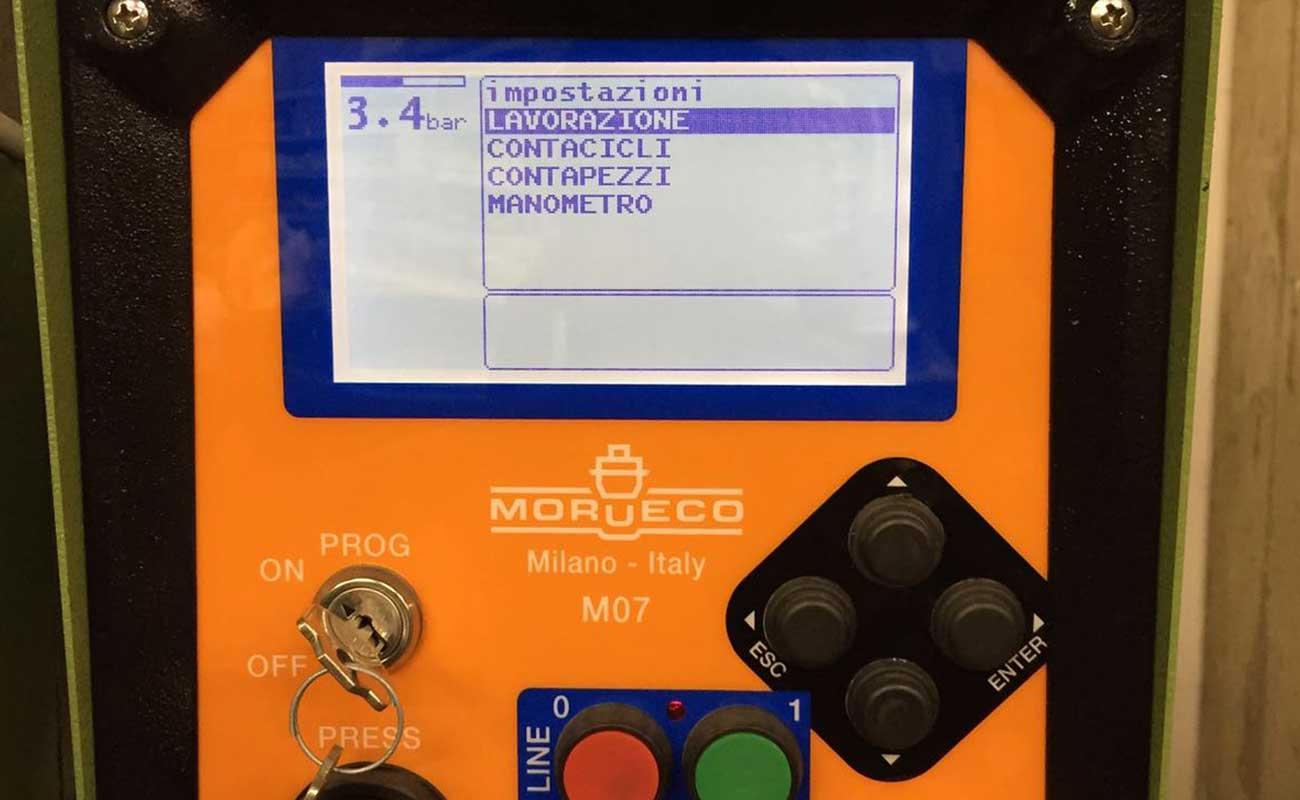 3.4bar
impostazioni
LAVORAZIONE
CONTACICLI
CONTAPEZZI
MANOMETRO
MORUECO
Milano - Italy
M07
PROG
ON
OFF
PRESS
ESC
ENTER
0
1
LINE